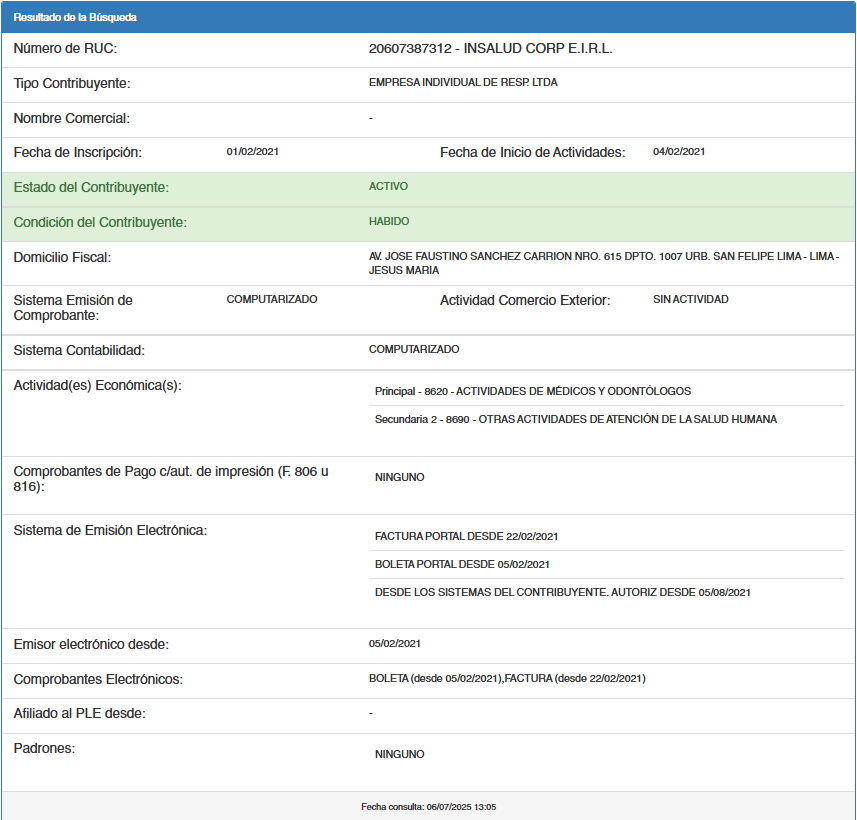 Resultado de la Búsqueda
Número de RUC: 20607387312 - INSALUD CORP E.I.R.L.
Tipo Contribuyente: EMPRESA INDIVIDUAL DE RESP. LTDA
Nombre Comercial: -
Fecha de Inscripción: 01/02/2021 Fecha de Inicio de Actividades: 04/02/2021
Estado del Contribuyente: ACTIVO
Condición del Contribuyente: HABIDO
Domicilio Fiscal: AV. JOSE FAUSTINO SANCHEZ CARRION NRO. 615 DPTO. 1007 URB. SAN FELIPE LIMA - LIMA -
JESUS MARIA
Sistema Emisión de COMPUTARIZADO Actividad Comercio Exterior: SIN ACTIVIDAD
Comprobante:
Sistema Contabilidad: COMPUTARIZADO
Actividad(es) Económica(s): Principal - 8620 - ACTIVIDADES DE MÉDICOS Y ODONTÓLOGOS
Secundaria 2 - 8690 - OTRAS ACTIVIDADES DE ATENCIÓN DE LA SALUD HUMANA
Comprobantes de Pago c/aut. de impresión (F. 806 u NINGUNO
816):
Sistema de Emisión Electrónica: FACTURA PORTAL DESDE 22/02/2021
BOLETA PORTAL DESDE 05/02/2021
DESDE LOS SISTEMAS DEL CONTRIBUYENTE. AUTORIZ DESDE 05/08/2021
Emisor electrónico desde: 05/02/2021
Comprobantes Electrónicos: BOLETA (desde 05/02/2021),FACTURA (desde 22/02/2021)
Afiliado al PLE desde: -
Padrones: NINGUNO
Fecha consulta: 06/07/2025 13:05